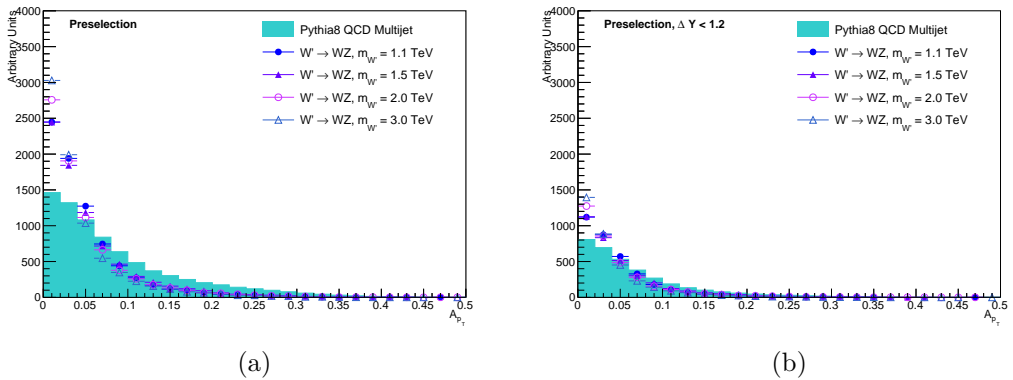 Preselection
Arbitrary Units
4000
3500
3000
2500
2000
1500
1000
500
0
Pythia8 QCD Multijet
W' → WZ, m_W' = 1.1 TeV
W' → WZ, m_W' = 1.5 TeV
W' → WZ, m_W' = 2.0 TeV
W' → WZ, m_W' = 3.0 TeV
0 0.05 0.1 0.15 0.2 0.25 0.3 0.35 0.4 0.45 0.5
A_p_T
(a)
Preselection, Δ Y < 1.2
Arbitrary Units
4000
3500
3000
2500
2000
1500
1000
500
0
Pythia8 QCD Multijet
W' → WZ, m_W' = 1.1 TeV
W' → WZ, m_W' = 1.5 TeV
W' → WZ, m_W' = 2.0 TeV
W' → WZ, m_W' = 3.0 TeV
0 0.05 0.1 0.15 0.2 0.25 0.3 0.35 0.4 0.45 0.5
A_p_T
(b)